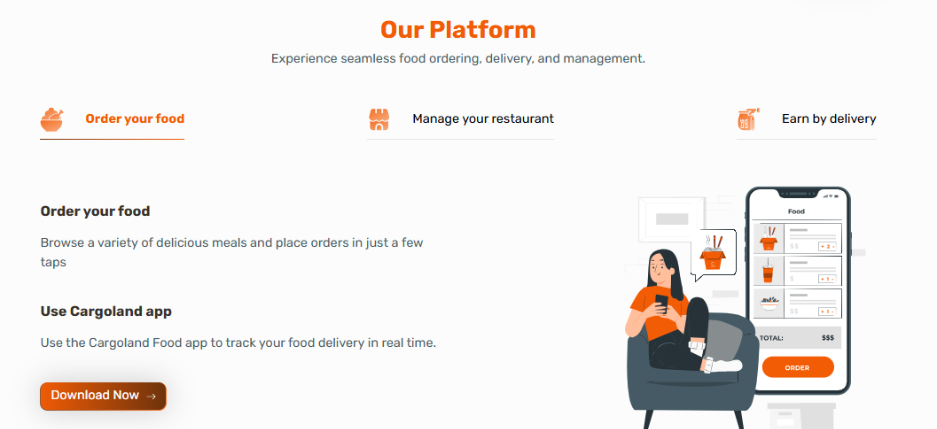 Our Platform
Experience seamless food ordering, delivery, and management.
Order your food
Manage your restaurant
Earn by delivery
Order your food
Browse a variety of delicious meals and place orders in just a few
taps
Use Cargoland app
Use the Cargoland Food app to track your food delivery in real time.
Download Now →
Food
$$
+ 2 -
$$
+ 1 -
$$
+ 1 -
TOTAL: $$$
ORDER